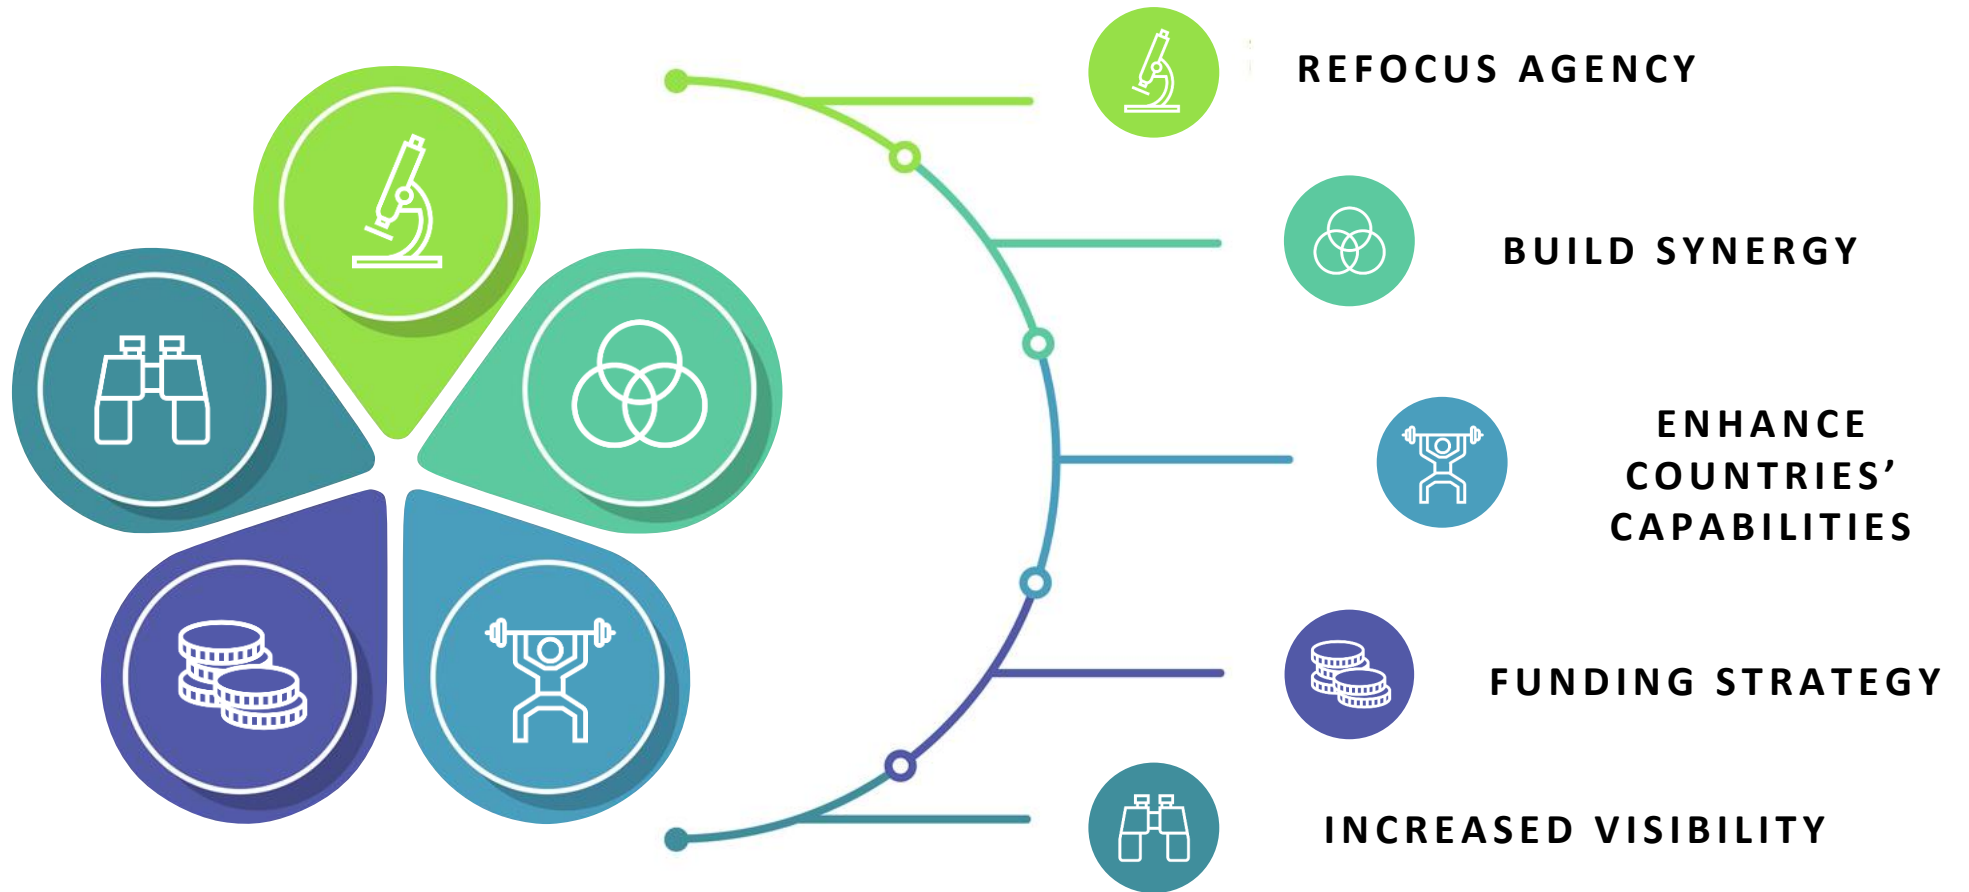 REFOCUS AGENCY
BUILD SYNERGY
ENHANCE
COUNTRIES’
CAPABILITIES
FUNDING STRATEGY
INCREASED VISIBILITY